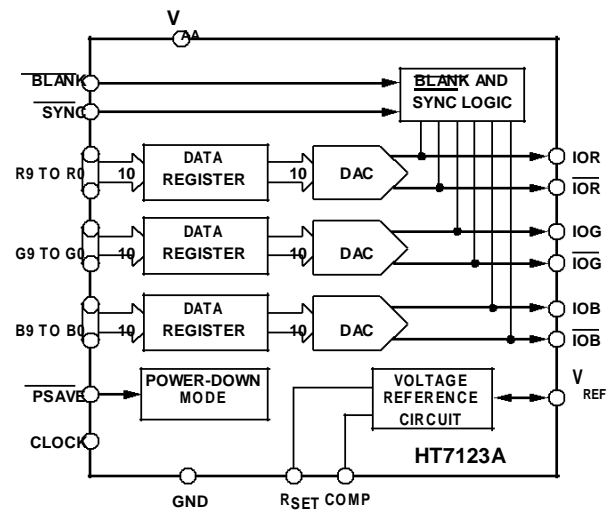 V AA
BLANK
SYNC
BLANK AND
SYNC LOGIC
R9 TO R0
10
DATA
REGISTER
10
DAC
IOR
IOR
G9 TO G0
10
DATA
REGISTER
10
DAC
IOG
IOG
B9 TO B0
10
DATA
REGISTER
10
DAC
IOB
IOB
PSAVE
POWER-DOWN
MODE
VOLTAGE
REFERENCE
CIRCUIT
V REF
CLOCK
HT7123A
GND
RSET
COMP